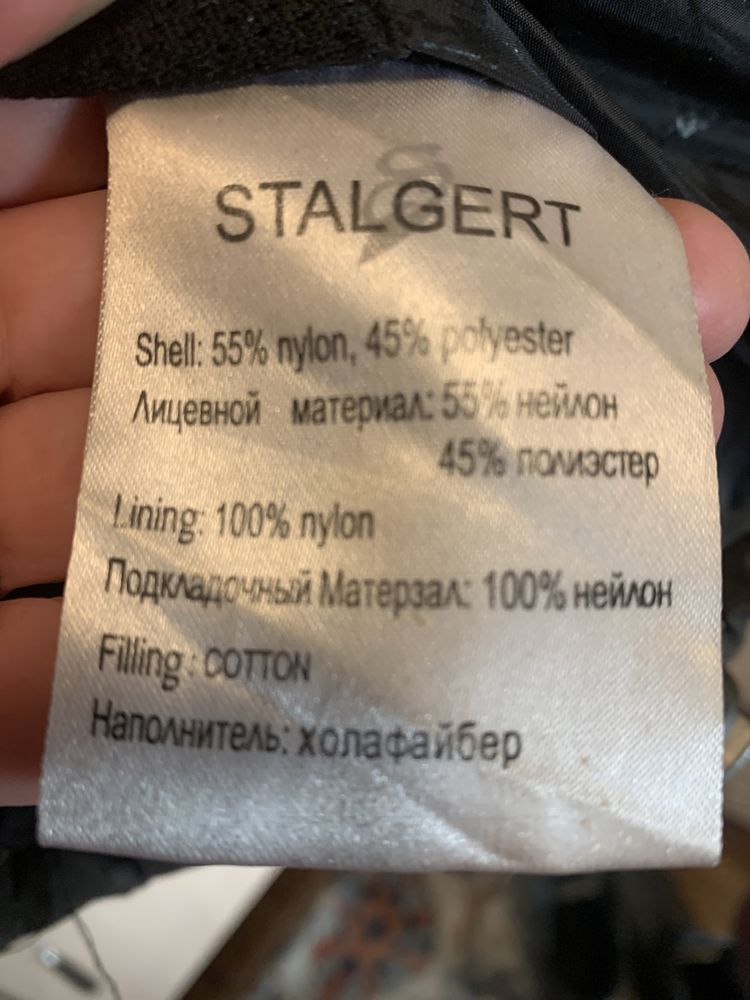 STALGERT
Shell: 55% nylon, 45% polyester
Лицевной материал: 55% нейлон
45% полиэстер
Lining: 100% nylon
Подкладочный Матерзал: 100% нейлон
Filling: COTTON
Наполнитель: холафайбер